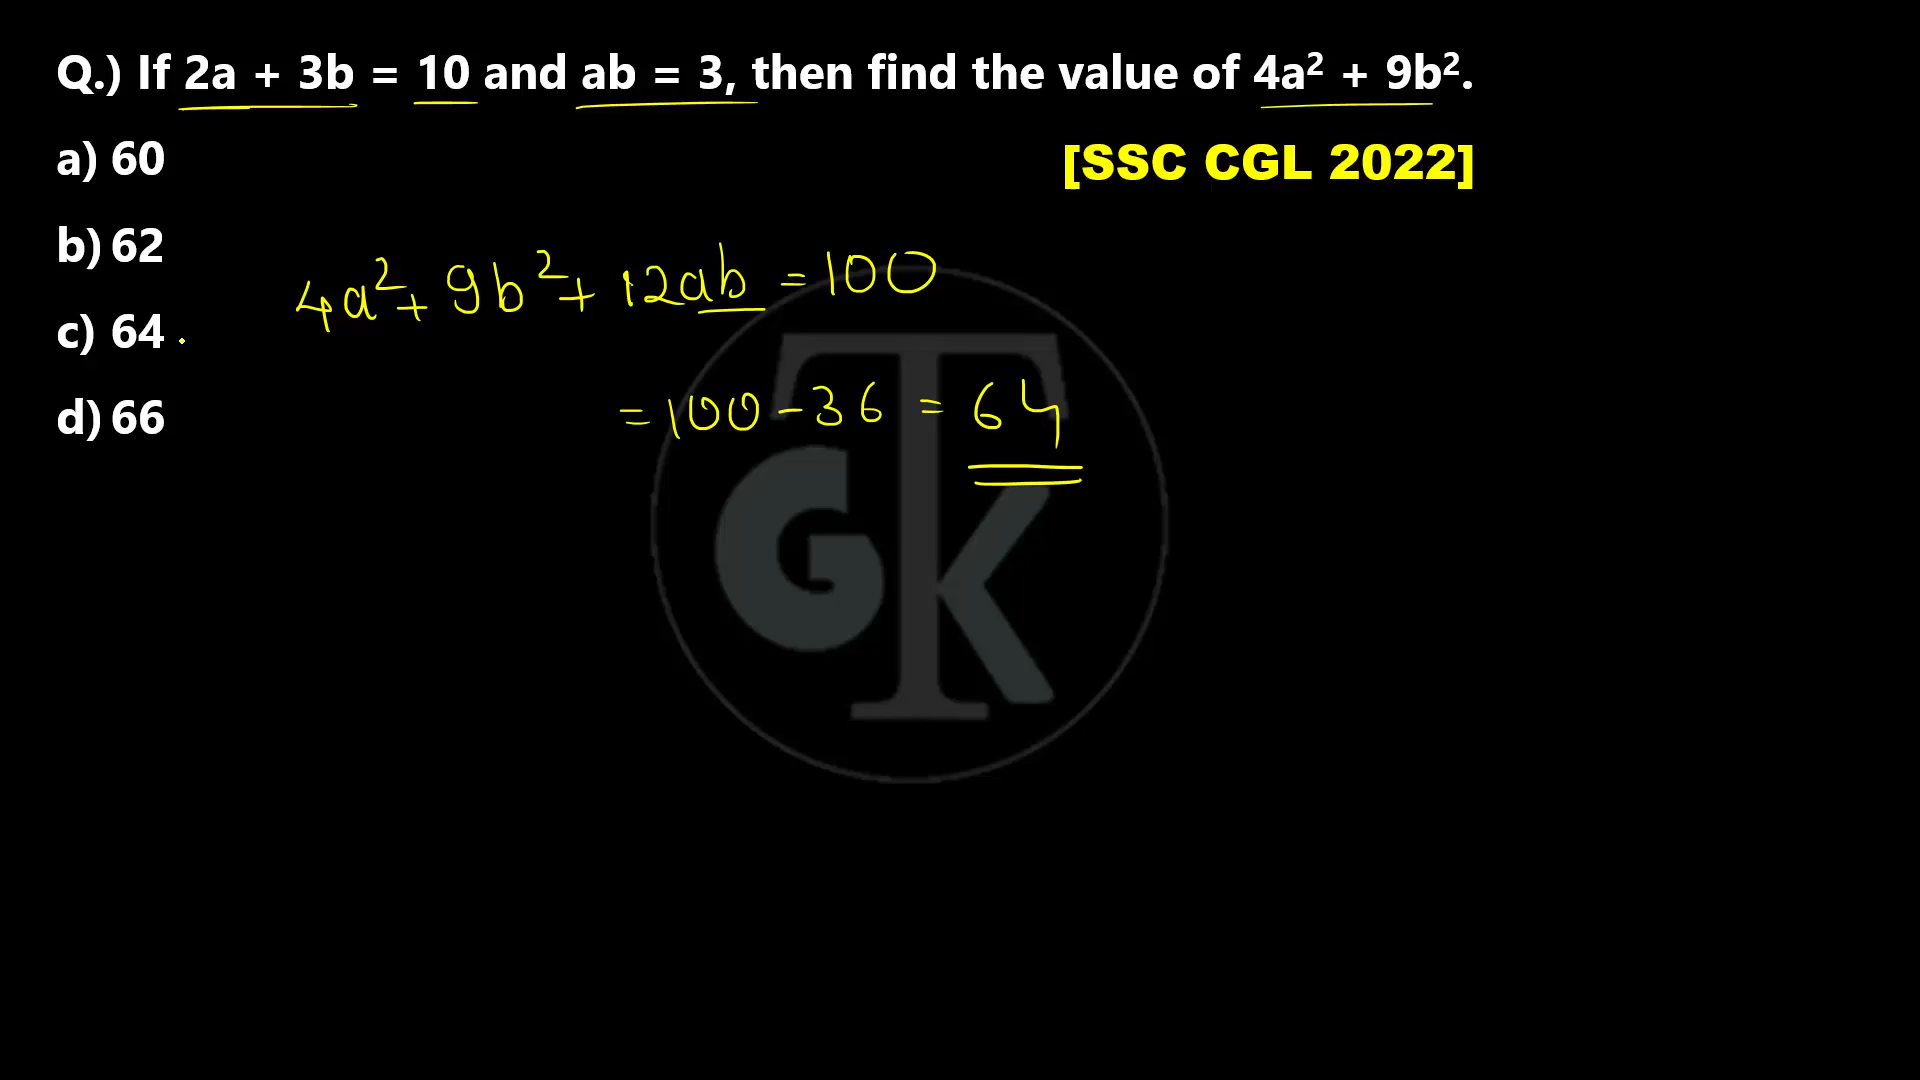 Q.) If 2a + 3b = 10 and ab = 3, then find the value of 4a² + 9b².
a) 60
[SSC CGL 2022]
b) 62
4a² + 9b² + 12ab = 100
c) 64 .
= 100 - 36 = 64
d) 66
GTK